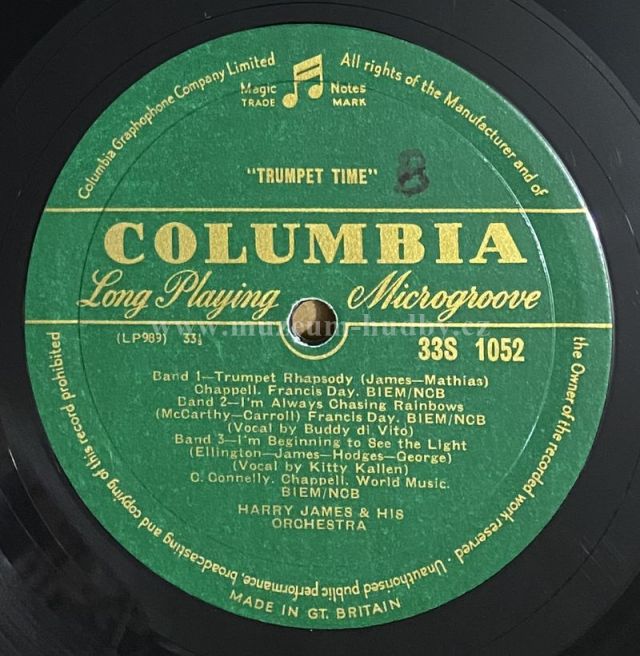 Columbia Graphophone Company Limited
All rights of the Manufacturer and of
the Owner of the recorded work reserved · Unauthorised public performance, broadcasting and copying of this record prohibited
Magic Notes
TRADE MARK
"TRUMPET TIME"
8
COLUMBIA
Long Playing Microgroove
www.museum-hudby.cz
(LP989) 33⅓
33S 1052
Band 1—Trumpet Rhapsody (James—Mathias)
Chappell. Francis Day. BIEM/NCB
Band 2—I'm Always Chasing Rainbows
(McCarthy—Carroll) Francis Day. BIEM/NCB
(Vocal by Buddy di Vito)
Band 3—I'm Beginning to See the Light
(Ellington—James—Hodges—George)
(Vocal by Kitty Kallen)
C. Connelly. Chappell. World Music.
BIEM/NCB
HARRY JAMES & HIS
ORCHESTRA
MADE IN GT. BRITAIN